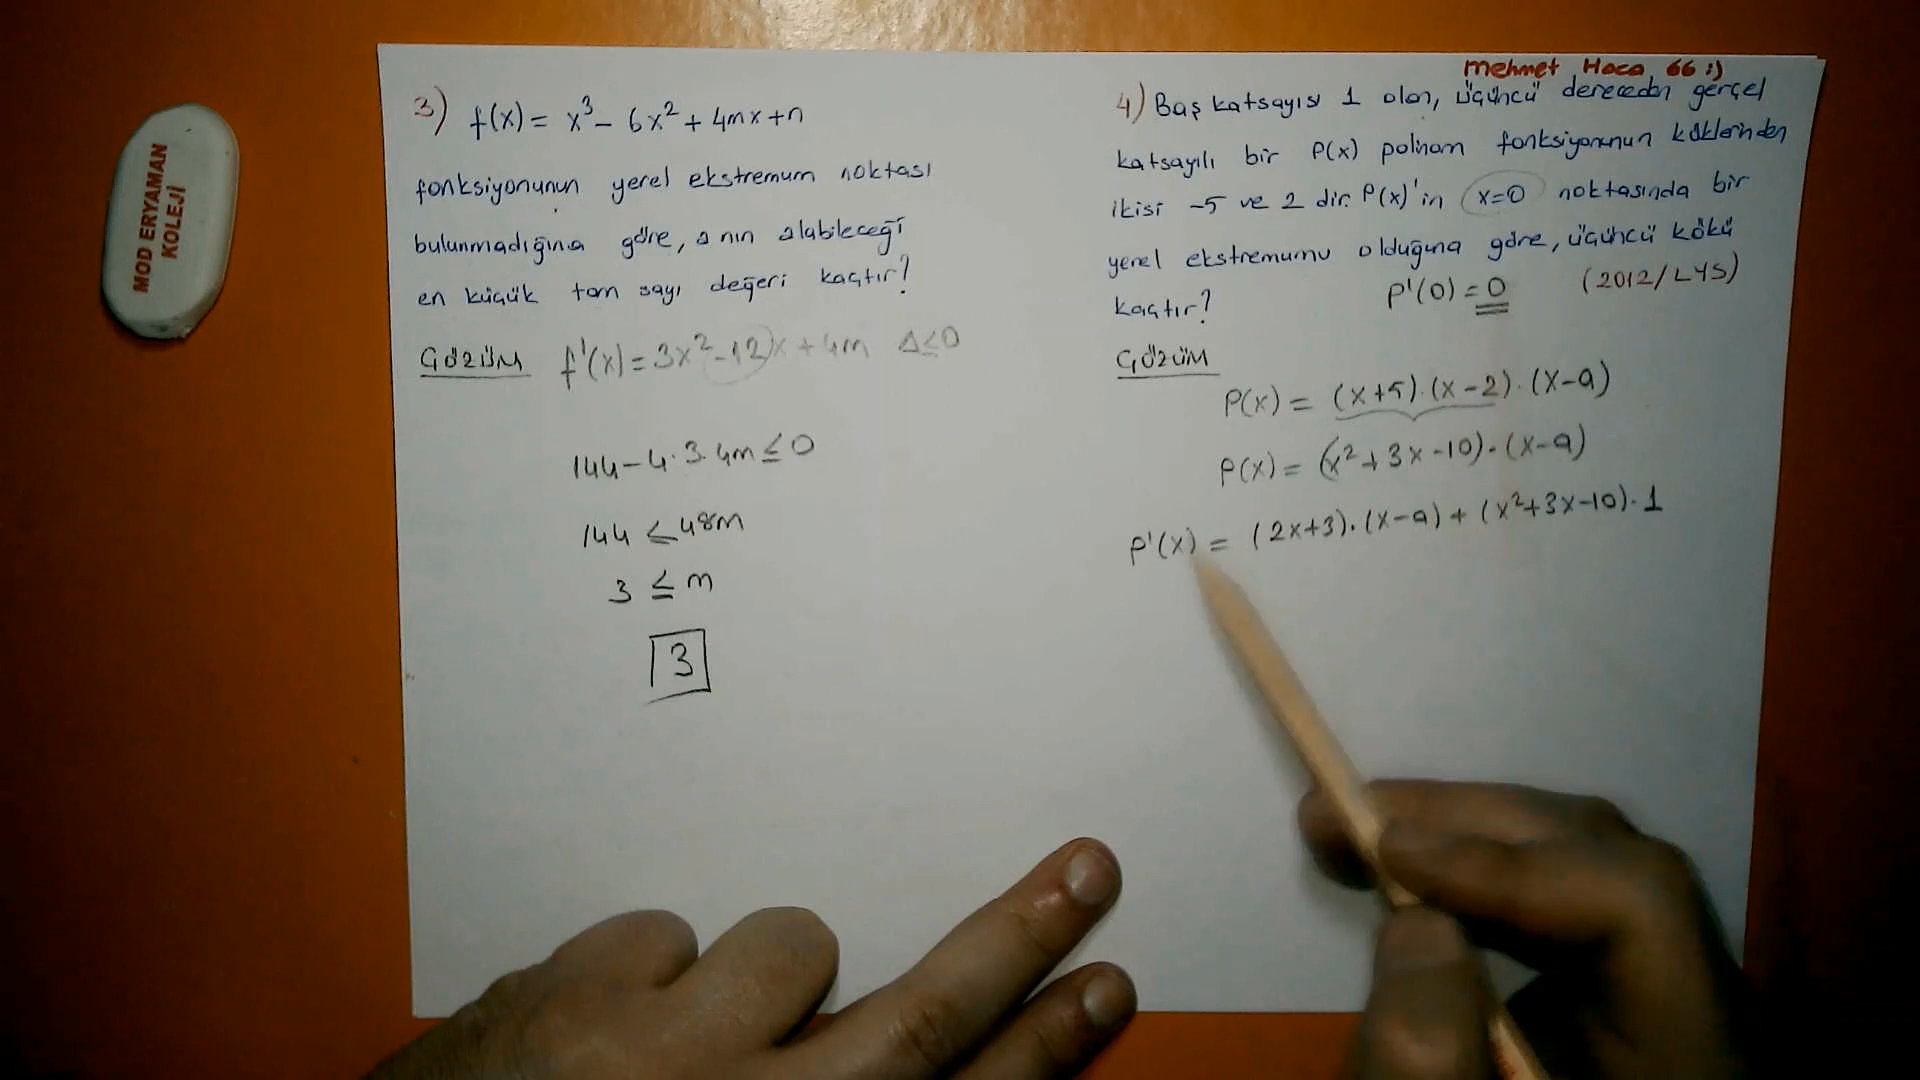 MOD ERYAMAN
KOLEJİ
3) f(x) = x³ - 6x² + 4mx + n
fonksiyonunun yerel ekstremum noktası
bulunmadığına göre, a nın alabileceği
en küçük tam sayı değeri kaçtır?
ÇÖZÜM f'(x) = 3x² - 12x + 4m Δ≤0
144 - 4.3.4m ≤ 0
144 ≤ 48m
3 ≤ m
3
Mehmet Hoca 66 :)
4) Baş katsayısı 1 olan, üçüncü dereceden gerçel
katsayılı bir P(x) polinom fonksiyonunun köklerinden
ikisi -5 ve 2 dir. P(x)'in x=0 noktasında bir
yerel ekstremumu olduğuna göre, üçüncü kökü
kaçtır? P'(0) = 0 (2012/LYS)
ÇÖZÜM
P(x) = (x+5).(x-2).(x-a)
P(x) = (x²+3x-10).(x-a)
P'(x) = (2x+3).(x-a) + (x²+3x-10).1